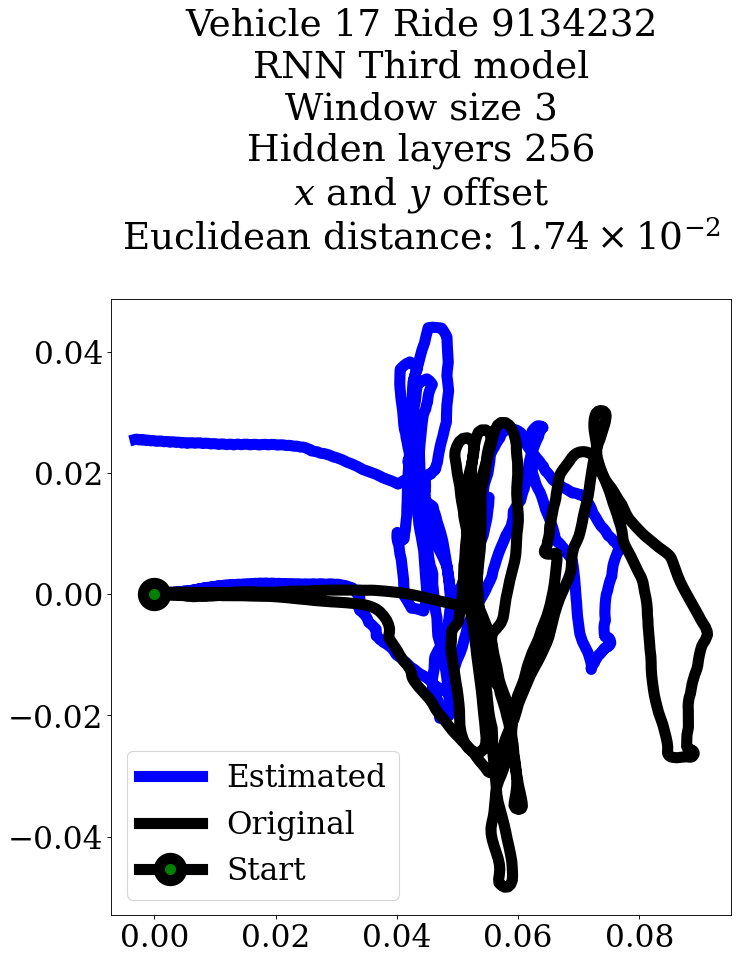 Vehicle 17 Ride 9134232
RNN Third model
Window size 3
Hidden layers 256
x and y offset
Euclidean distance: 1.74 × 10⁻²
0.04
0.02
0.00
−0.02
−0.04
Estimated
Original
Start
0.00 0.02 0.04 0.06 0.08